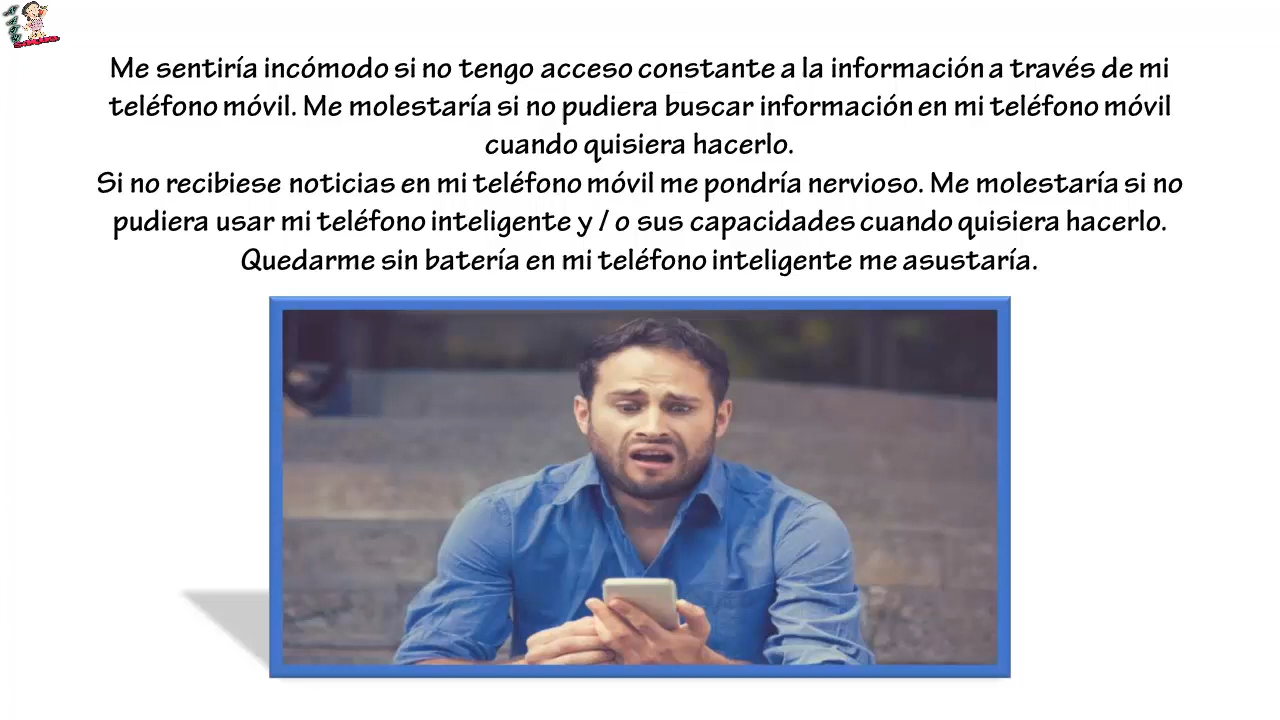 Me sentiría incómodo si no tengo acceso constante a la información a través de mi
teléfono móvil. Me molestaría si no pudiera buscar información en mi teléfono móvil
cuando quisiera hacerlo.
Si no recibiese noticias en mi teléfono móvil me pondría nervioso. Me molestaría si no
pudiera usar mi teléfono inteligente y / o sus capacidades cuando quisiera hacerlo.
Quedarme sin batería en mi teléfono inteligente me asustaría.